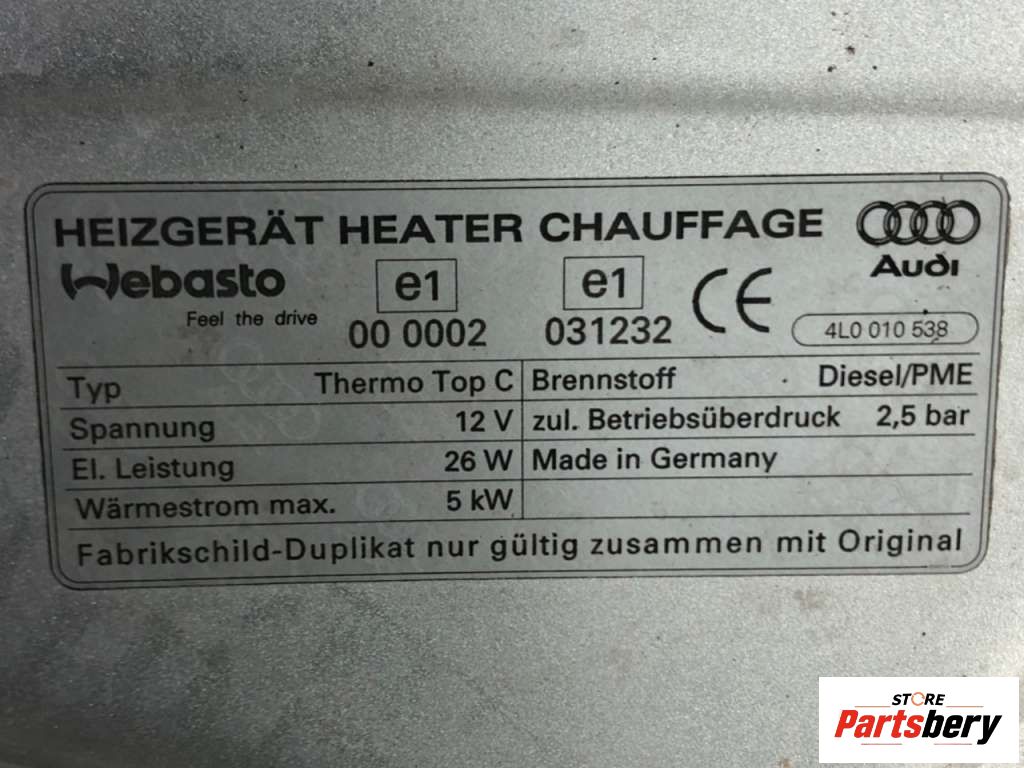 HEIZGERÄT HEATER CHAUFFAGE
Audi
Webasto
Feel the drive
e1
00 0002
e1
031232
CE
4L0 010 538
Typ Thermo Top C
Brennstoff Diesel/PME
Spannung 12 V
zul. Betriebsüberdruck 2,5 bar
El. Leistung 26 W
Made in Germany
Wärmestrom max. 5 kW
Fabrikschild-Duplikat nur gültig zusammen mit Original
STORE
Partsbery